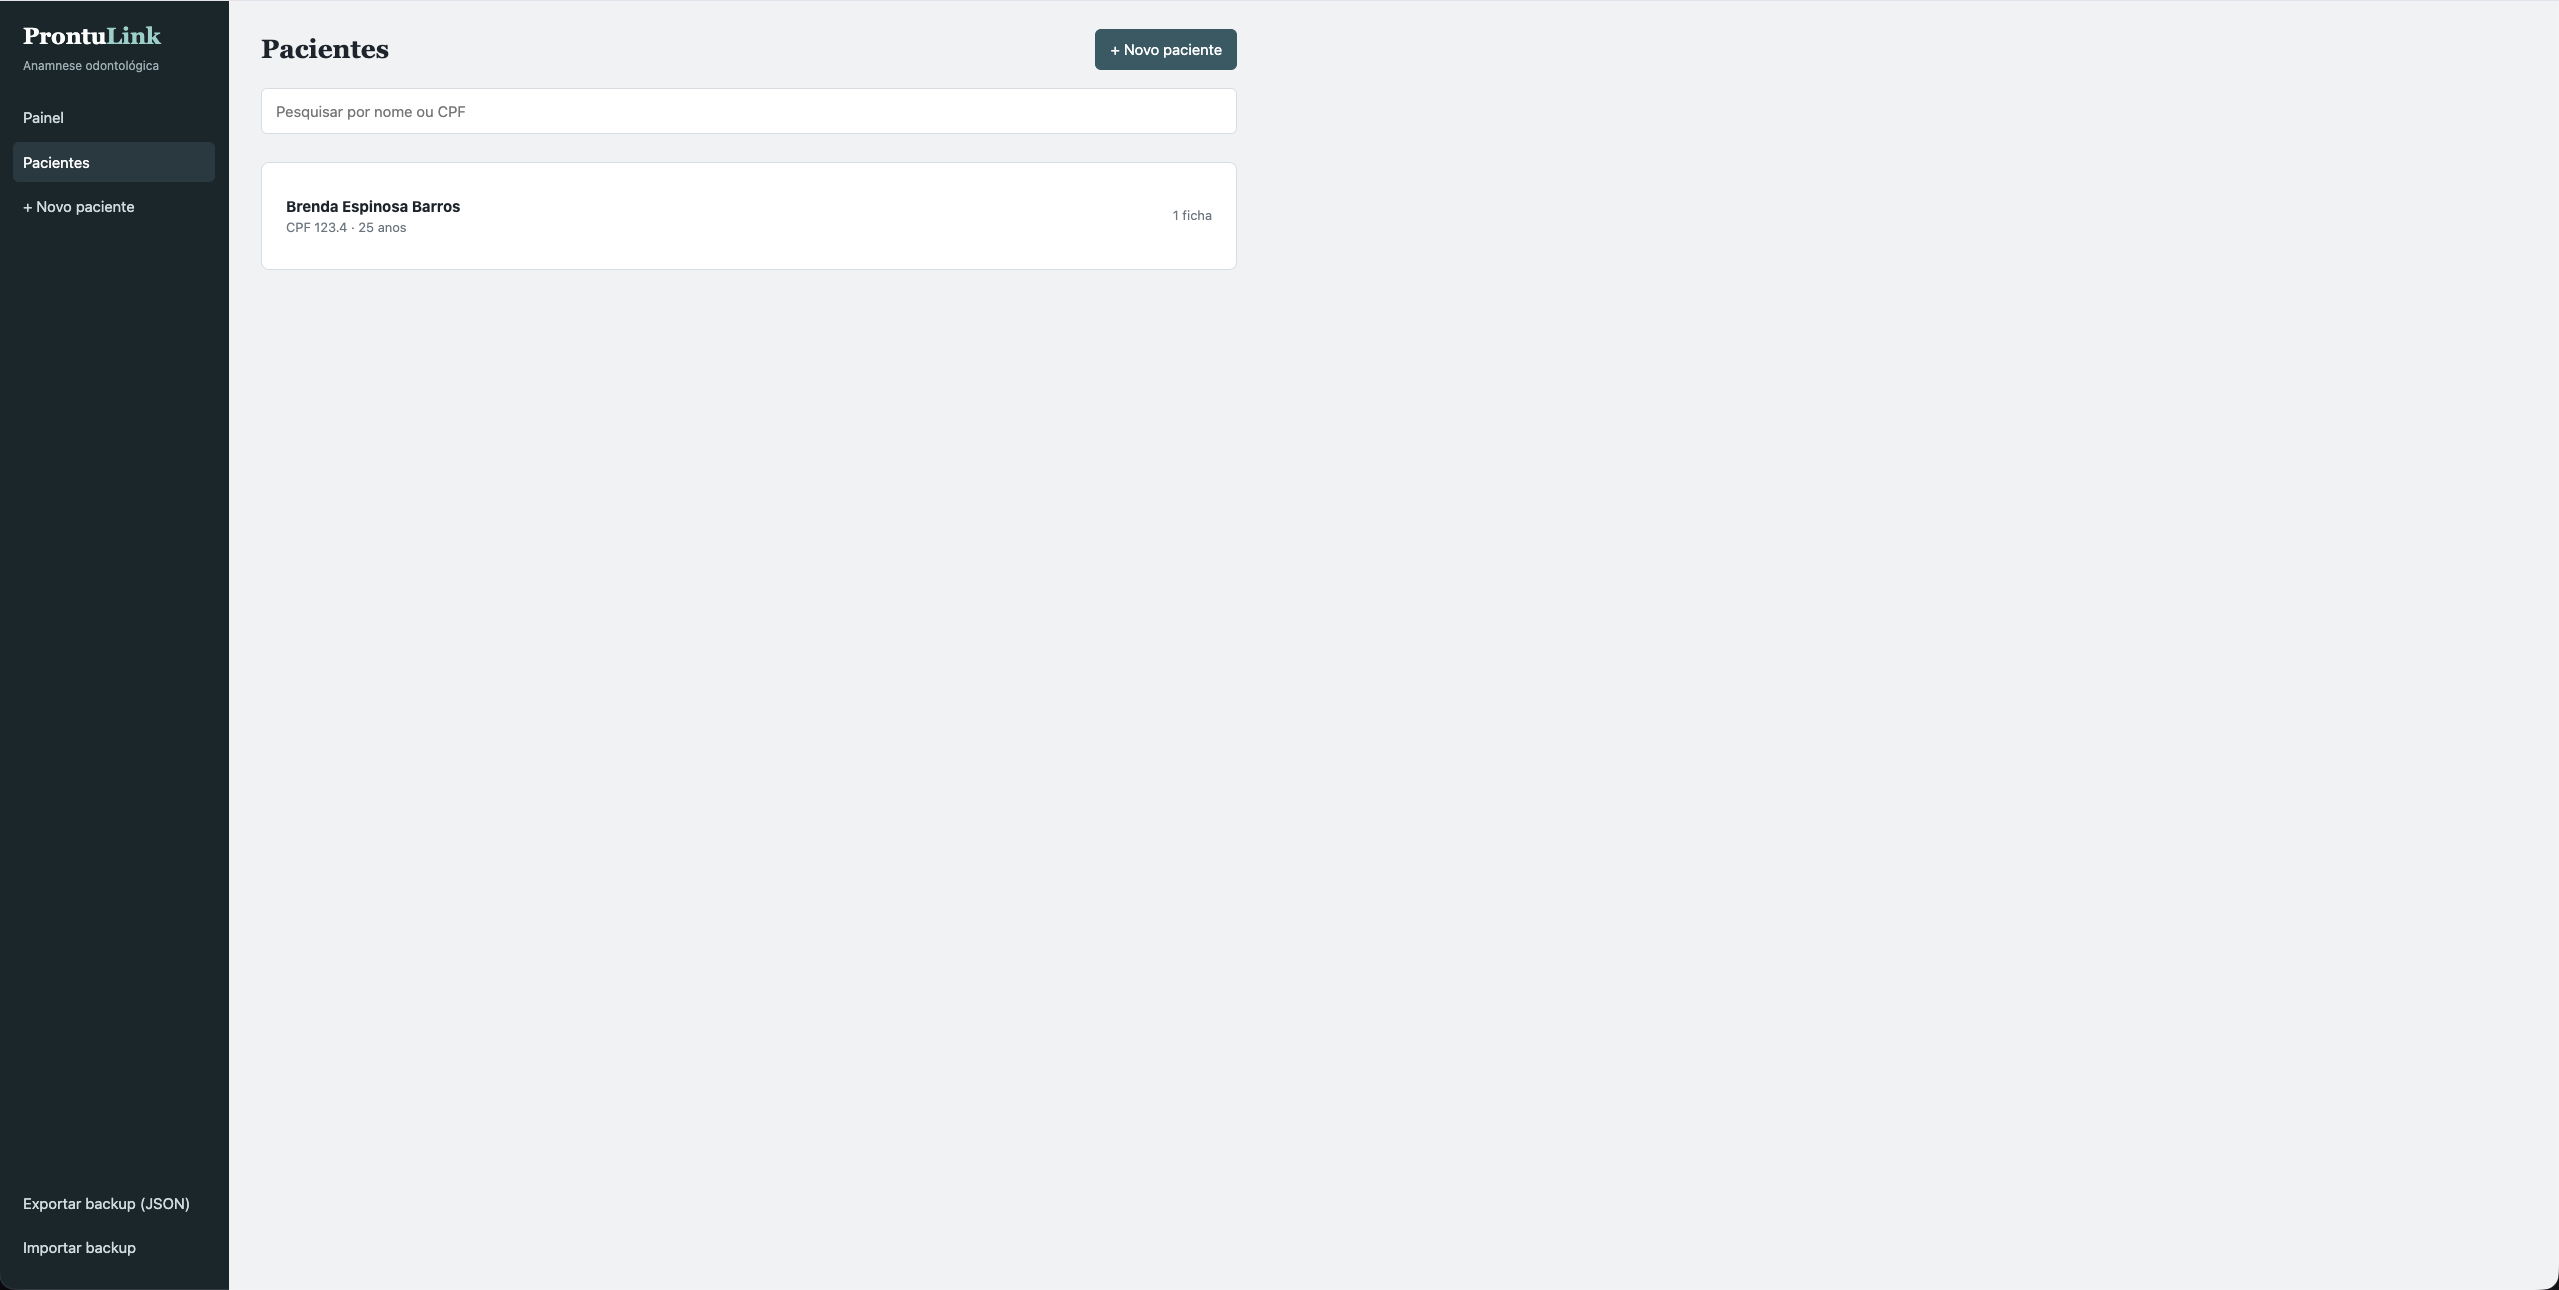 ProntuLink
Anamnese odontológica
Painel
Pacientes
+ Novo paciente
Exportar backup (JSON)
Importar backup
Pacientes
+ Novo paciente
Pesquisar por nome ou CPF
Brenda Espinosa Barros
CPF 123.4 · 25 anos
1 ficha